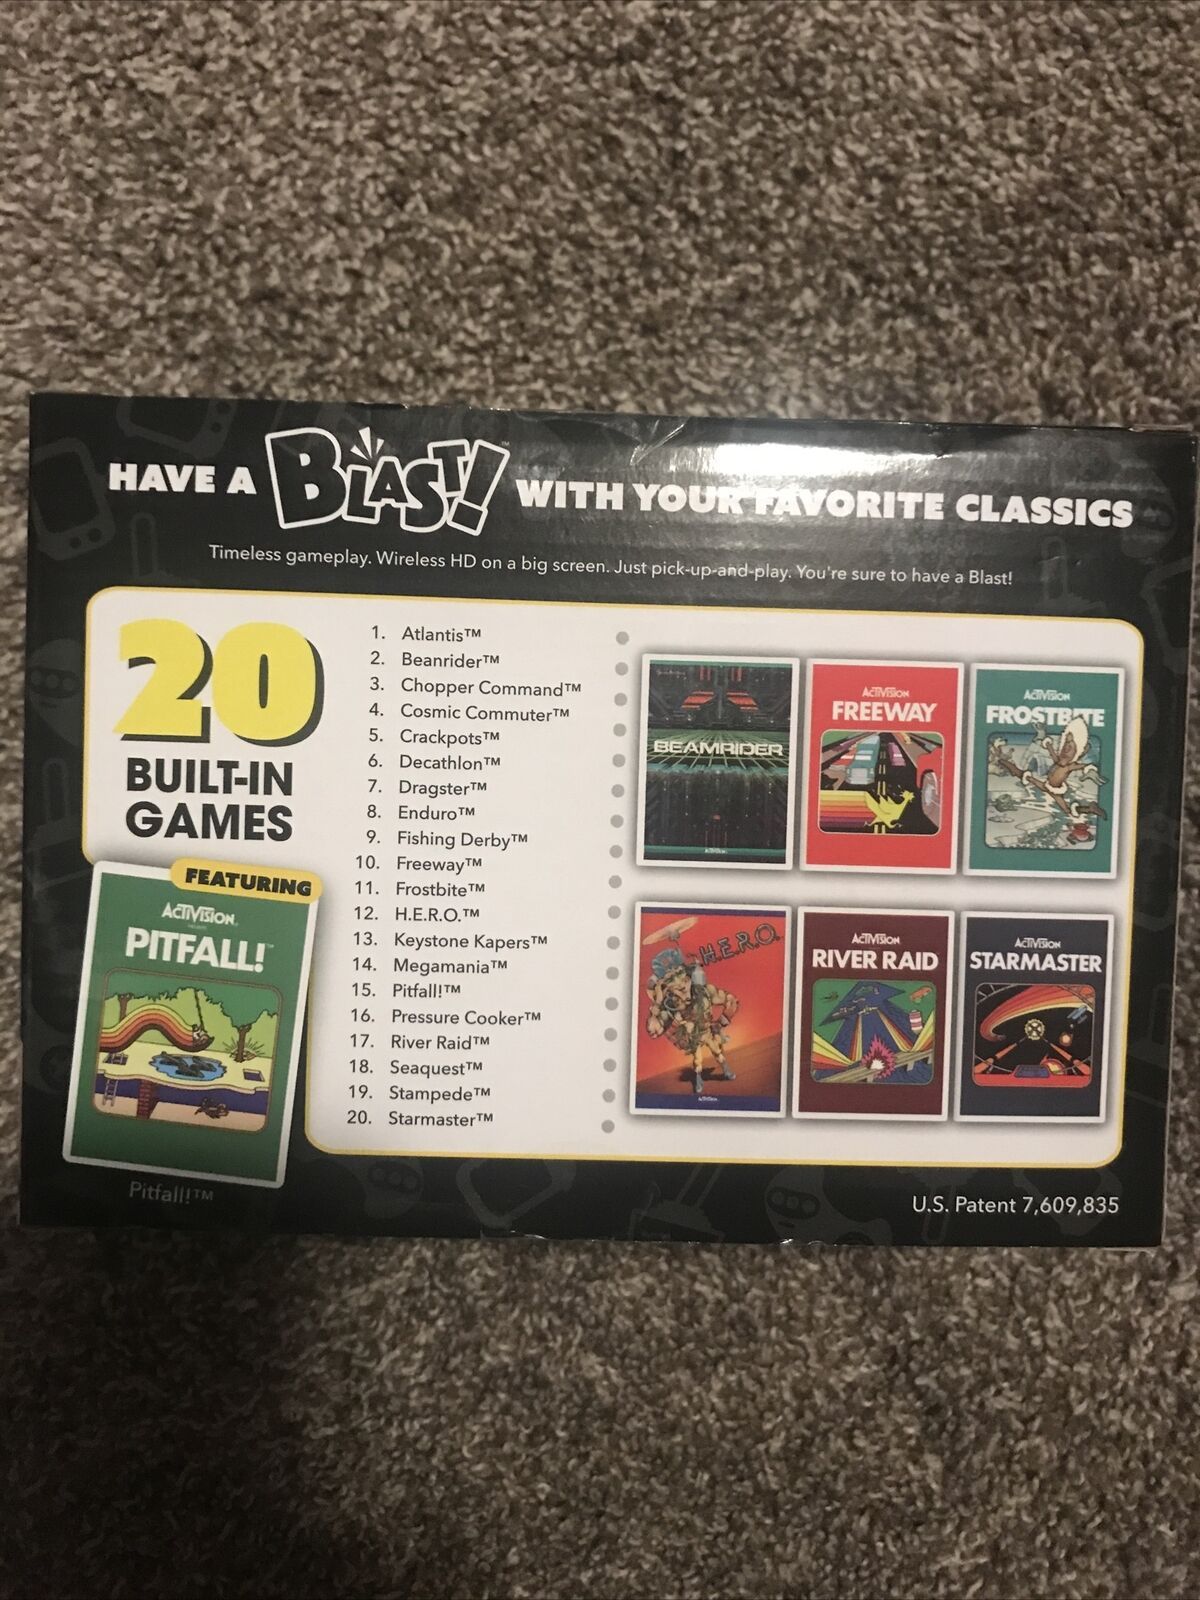 HAVE A BLAST!™ WITH YOUR FAVORITE CLASSICS
Timeless gameplay. Wireless HD on a big screen. Just pick-up-and-play. You're sure to have a Blast!
20
BUILT-IN
GAMES
FEATURING
ACTIVISION
PITFALL!™
Pitfall!™
1. Atlantis™
2. Beanrider™
3. Chopper Command™
4. Cosmic Commuter™
5. Crackpots™
6. Decathlon™
7. Dragster™
8. Enduro™
9. Fishing Derby™
10. Freeway™
11. Frostbite™
12. H.E.R.O.™
13. Keystone Kapers™
14. Megamania™
15. Pitfall!™
16. Pressure Cooker™
17. River Raid™
18. Seaquest™
19. Stampede™
20. Starmaster™
BEAMRIDER
ACTIVISION
ACTIVISION
FREEWAY
ACTIVISION
FROSTBITE
H.E.R.O.
ACTIVISION
ACTIVISION
RIVER RAID
ACTIVISION
STARMASTER
U.S. Patent 7,609,835